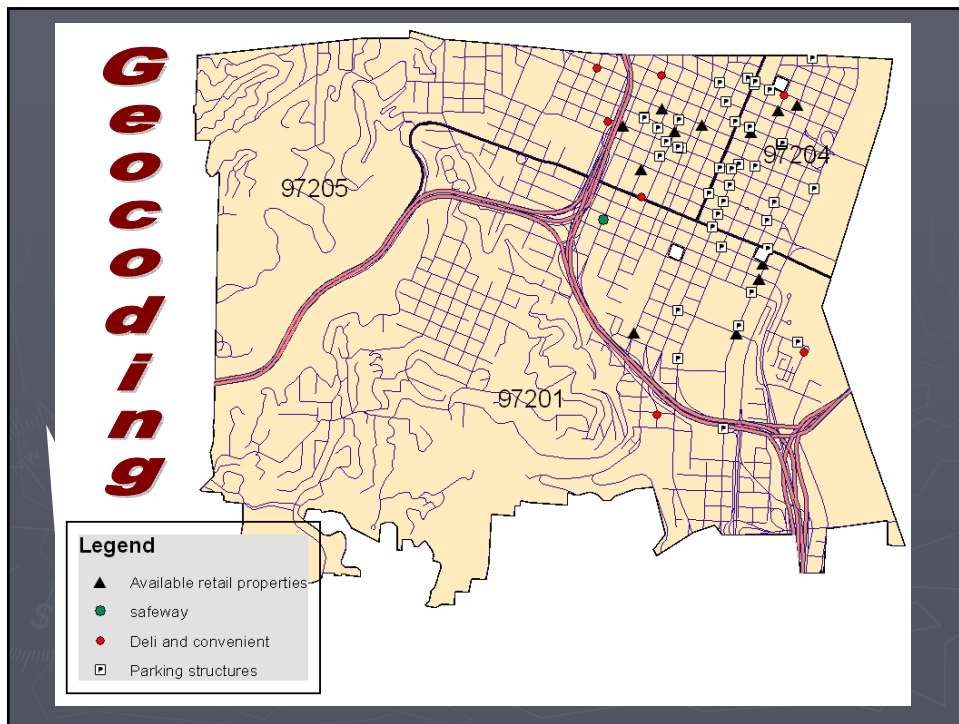 Geocoding
97204
97205
97201
Legend
Available retail properties
safeway
Deli and convenient
P Parking structures